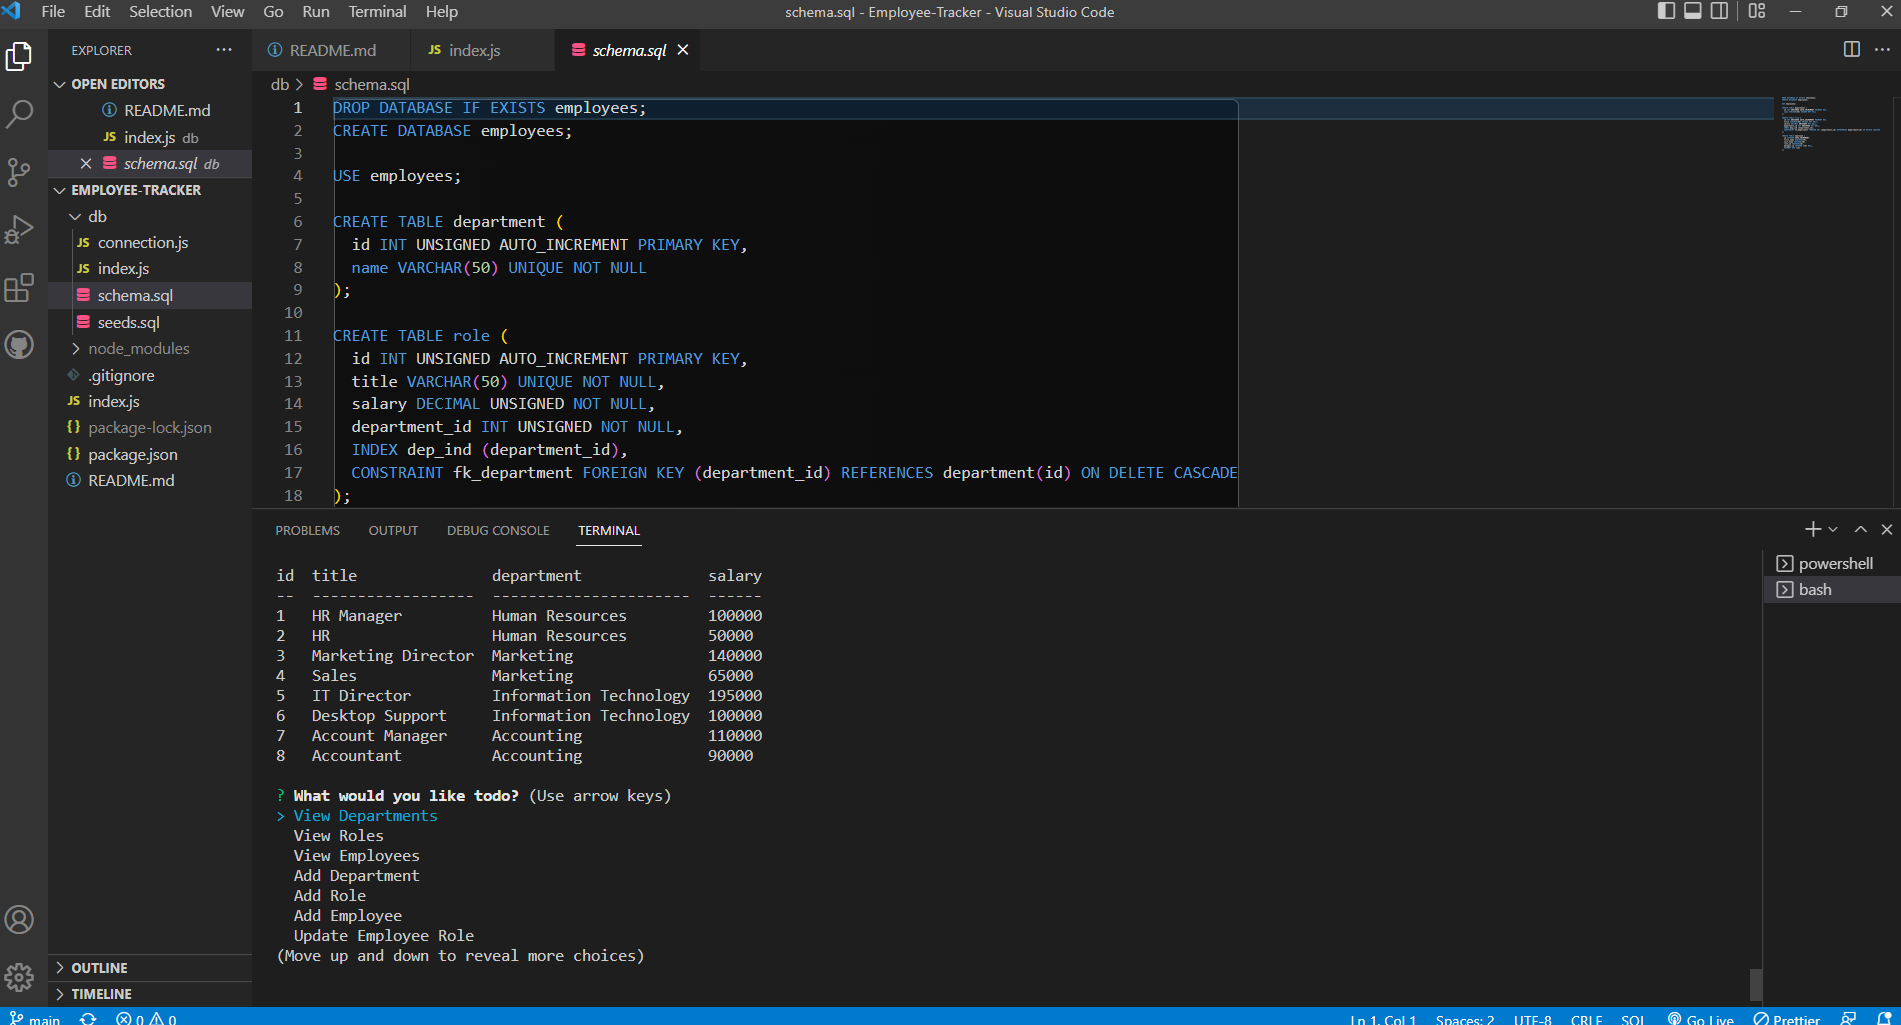 File Edit Selection View Go Run Terminal Help
schema.sql - Employee-Tracker - Visual Studio Code
EXPLORER
OPEN EDITORS
README.md
index.js db
schema.sql db
EMPLOYEE-TRACKER
db
JS connection.js
JS index.js
schema.sql
seeds.sql
node_modules
.gitignore
JS index.js
{} package-lock.json
{} package.json
README.md
OUTLINE
TIMELINE
README.md JS index.js schema.sql
db > schema.sql
1 DROP DATABASE IF EXISTS employees;
2 CREATE DATABASE employees;
3
4 USE employees;
5
6 CREATE TABLE department (
7 id INT UNSIGNED AUTO_INCREMENT PRIMARY KEY,
8 name VARCHAR(50) UNIQUE NOT NULL
9 );
10
11 CREATE TABLE role (
12 id INT UNSIGNED AUTO_INCREMENT PRIMARY KEY,
13 title VARCHAR(50) UNIQUE NOT NULL,
14 salary DECIMAL UNSIGNED NOT NULL,
15 department_id INT UNSIGNED NOT NULL,
16 INDEX dep_ind (department_id),
17 CONSTRAINT fk_department FOREIGN KEY (department_id) REFERENCES department(id) ON DELETE CASCADE
18 );
PROBLEMS OUTPUT DEBUG CONSOLE TERMINAL
powershell
bash
id title department salary
-- ------------------ ---------------------- ------
1 HR Manager Human Resources 100000
2 HR Human Resources 50000
3 Marketing Director Marketing 140000
4 Sales Marketing 65000
5 IT Director Information Technology 195000
6 Desktop Support Information Technology 100000
7 Account Manager Accounting 110000
8 Accountant Accounting 90000
? What would you like todo? (Use arrow keys)
> View Departments
View Roles
View Employees
Add Department
Add Role
Add Employee
Update Employee Role
(Move up and down to reveal more choices)
main 0 0 Ln 1, Col 1 Spaces: 2 UTF-8 CRLF SQL Go Live Prettier